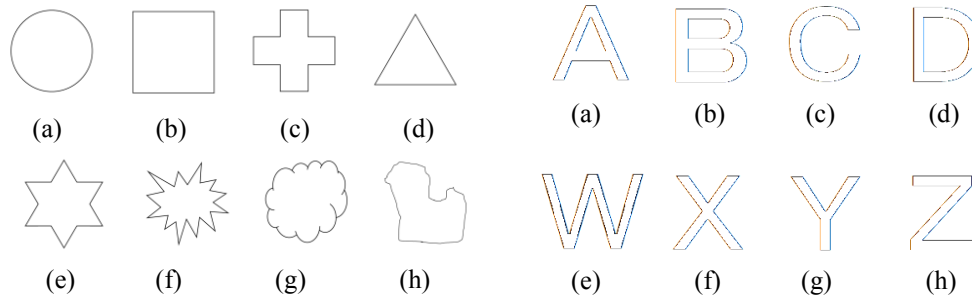 A B C D
(a) (b) (c) (d) (a) (b) (c) (d)
W X Y Z
(e) (f) (g) (h) (e) (f) (g) (h)